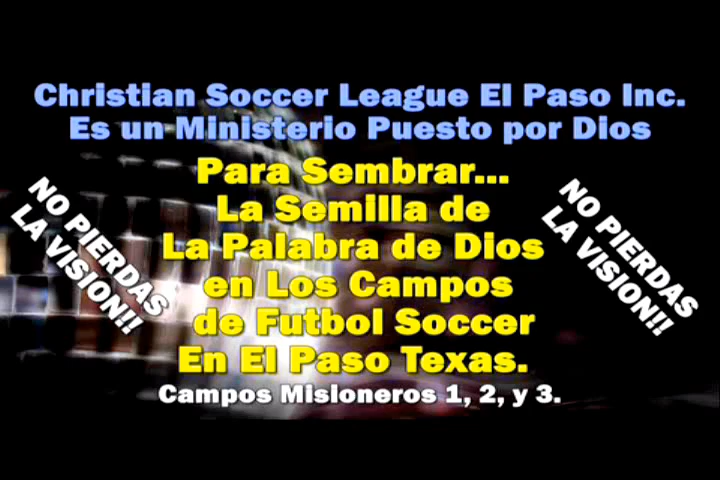 Christian Soccer League El Paso Inc.
Es un Ministerio Puesto por Dios
Para Sembrar...
La Semilla de
La Palabra de Dios
en Los Campos
de Futbol Soccer
En El Paso Texas.
Campos Misioneros 1, 2, y 3.
NO PIERDAS
LA VISION!!
NO PIERDAS
LA VISION!!